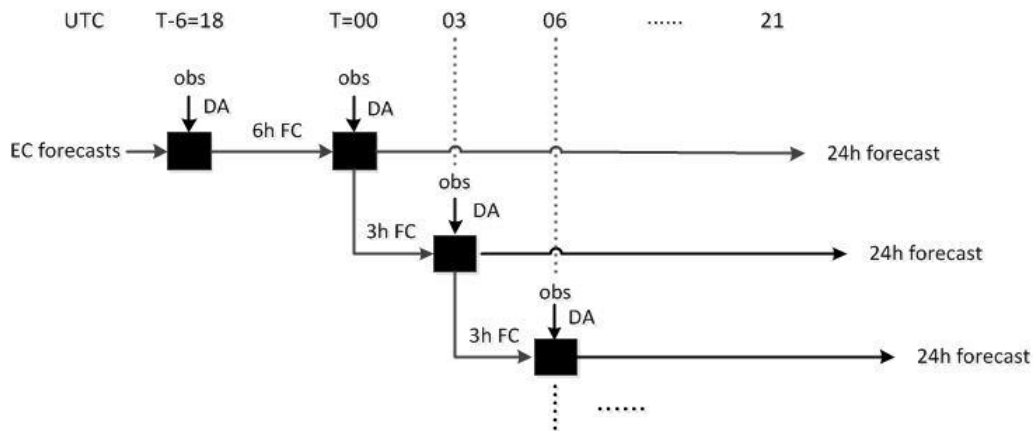 UTC T-6=18 T=00 03 06 ...... 21
obs obs
DA DA
EC forecasts 6h FC 24h forecast
obs
DA
3h FC 24h forecast
obs
DA
3h FC 24h forecast
......